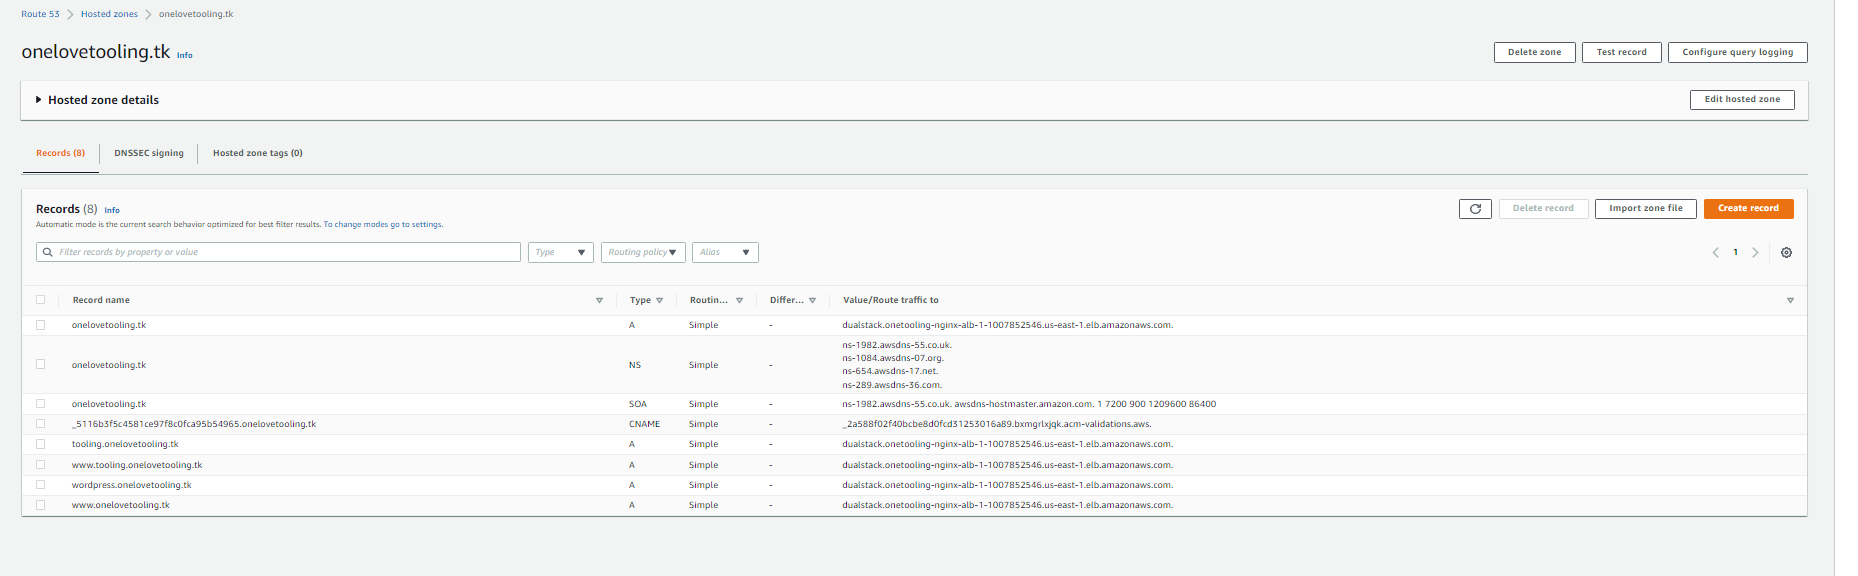 Route 53 > Hosted zones > onelovetooling.tk
onelovetooling.tk Info
Delete zone Test record Configure query logging
Hosted zone details
Edit hosted zone
Records (8) DNSSEC signing Hosted zone tags (0)
Records (8) Info
Automatic mode is the current search behavior optimized for best filter results. To change modes go to settings.
Delete record Import zone file Create record
Filter records by property or value Type Routing policy Alias
1
Record name Type Routin... Differ... Value/Route traffic to
onelovetooling.tk A Simple - dualstack.onetooling-nginx-alb-1-1007852546.us-east-1.elb.amazonaws.com.
onelovetooling.tk NS Simple - ns-1982.awsdns-55.co.uk.
ns-1084.awsdns-07.org.
ns-654.awsdns-17.net.
ns-289.awsdns-36.com.
onelovetooling.tk SOA Simple - ns-1982.awsdns-55.co.uk. awsdns-hostmaster.amazon.com. 1 7200 900 1209600 86400
_5116b3f5c4581ce97f8c0fca95b54965.onelovetooling.tk CNAME Simple - _2a588f02f40bcbe8d0fcd31253016a89.bxmgrlxjqk.acm-validations.aws.
tooling.onelovetooling.tk A Simple - dualstack.onetooling-nginx-alb-1-1007852546.us-east-1.elb.amazonaws.com.
www.tooling.onelovetooling.tk A Simple - dualstack.onetooling-nginx-alb-1-1007852546.us-east-1.elb.amazonaws.com.
wordpress.onelovetooling.tk A Simple - dualstack.onetooling-nginx-alb-1-1007852546.us-east-1.elb.amazonaws.com.
www.onelovetooling.tk A Simple - dualstack.onetooling-nginx-alb-1-1007852546.us-east-1.elb.amazonaws.com.